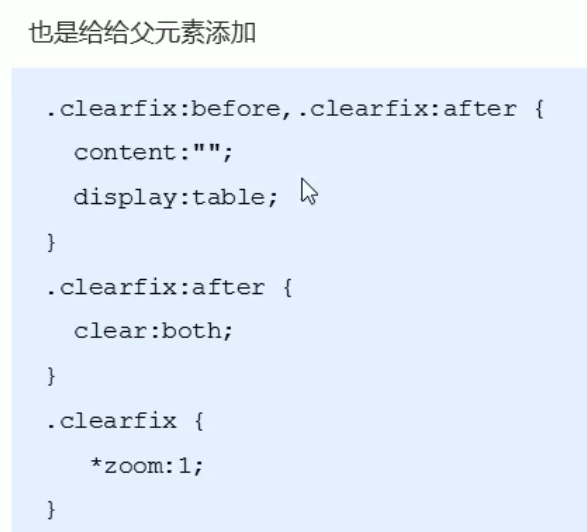 也是给给父元素添加
.clearfix:before,.clearfix:after {
content:"";
display:table;
}
.clearfix:after {
clear:both;
}
.clearfix {
*zoom:1;
}